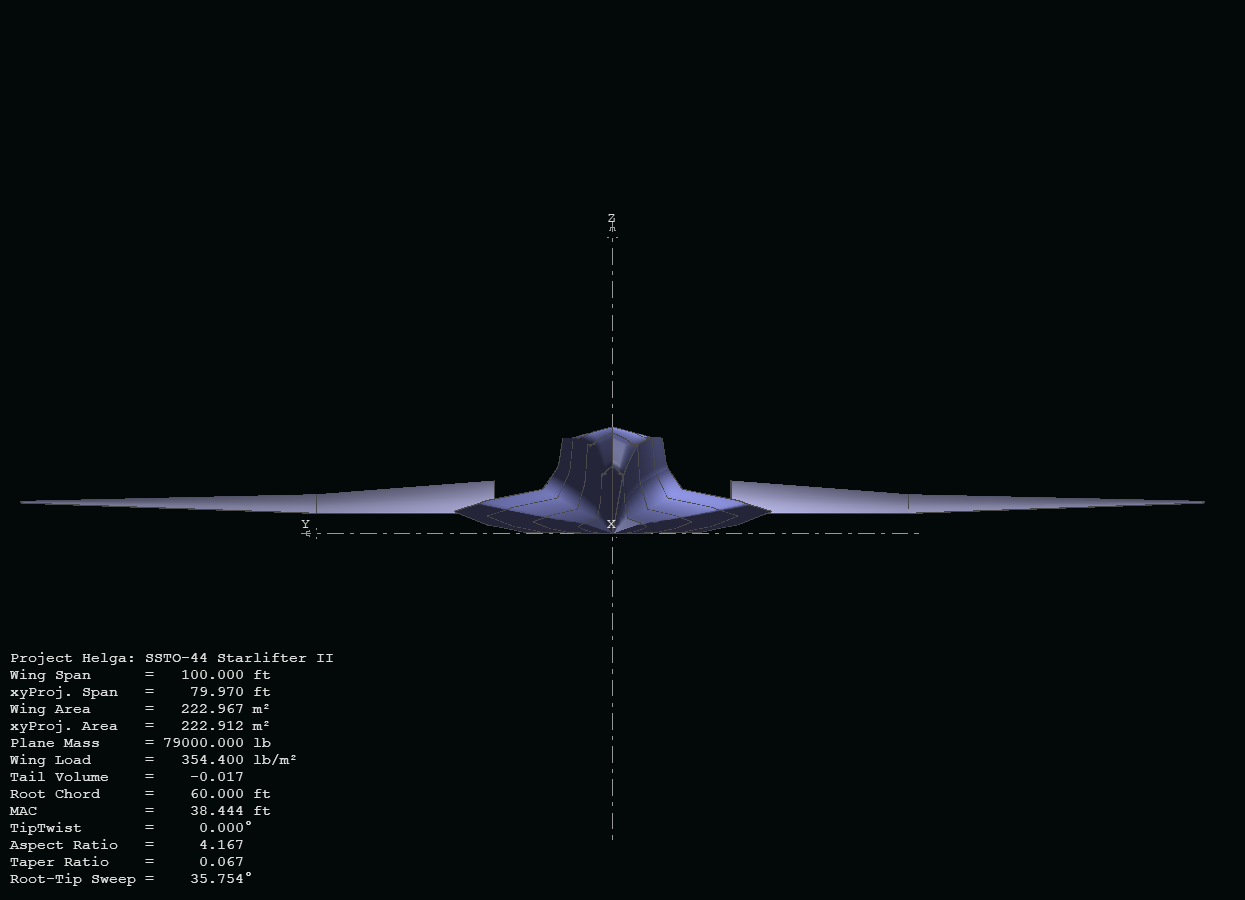 Z
Y
X
Project Helga: SSTO-44 Starlifter II
Wing Span = 100.000 ft
xyProj. Span = 79.970 ft
Wing Area = 222.967 m²
xyProj. Area = 222.912 m²
Plane Mass = 79000.000 lb
Wing Load = 354.400 lb/m²
Tail Volume = -0.017
Root Chord = 60.000 ft
MAC = 38.444 ft
TipTwist = 0.000°
Aspect Ratio = 4.167
Taper Ratio = 0.067
Root-Tip Sweep = 35.754°